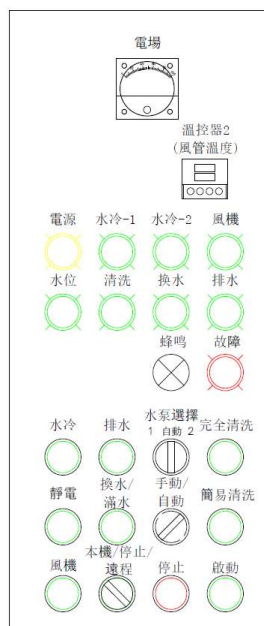 電場
溫控器2
(風管溫度)
電源 水冷-1 水冷-2 風機
水位 清洗 換水 排水
蜂鳴 故障
水冷 排水 水泵選擇 完全清洗
1 自動 2
靜電 換水/ 手動/ 簡易清洗
滿水 自動
風機 本機/停止/ 停止 啟動
遠程